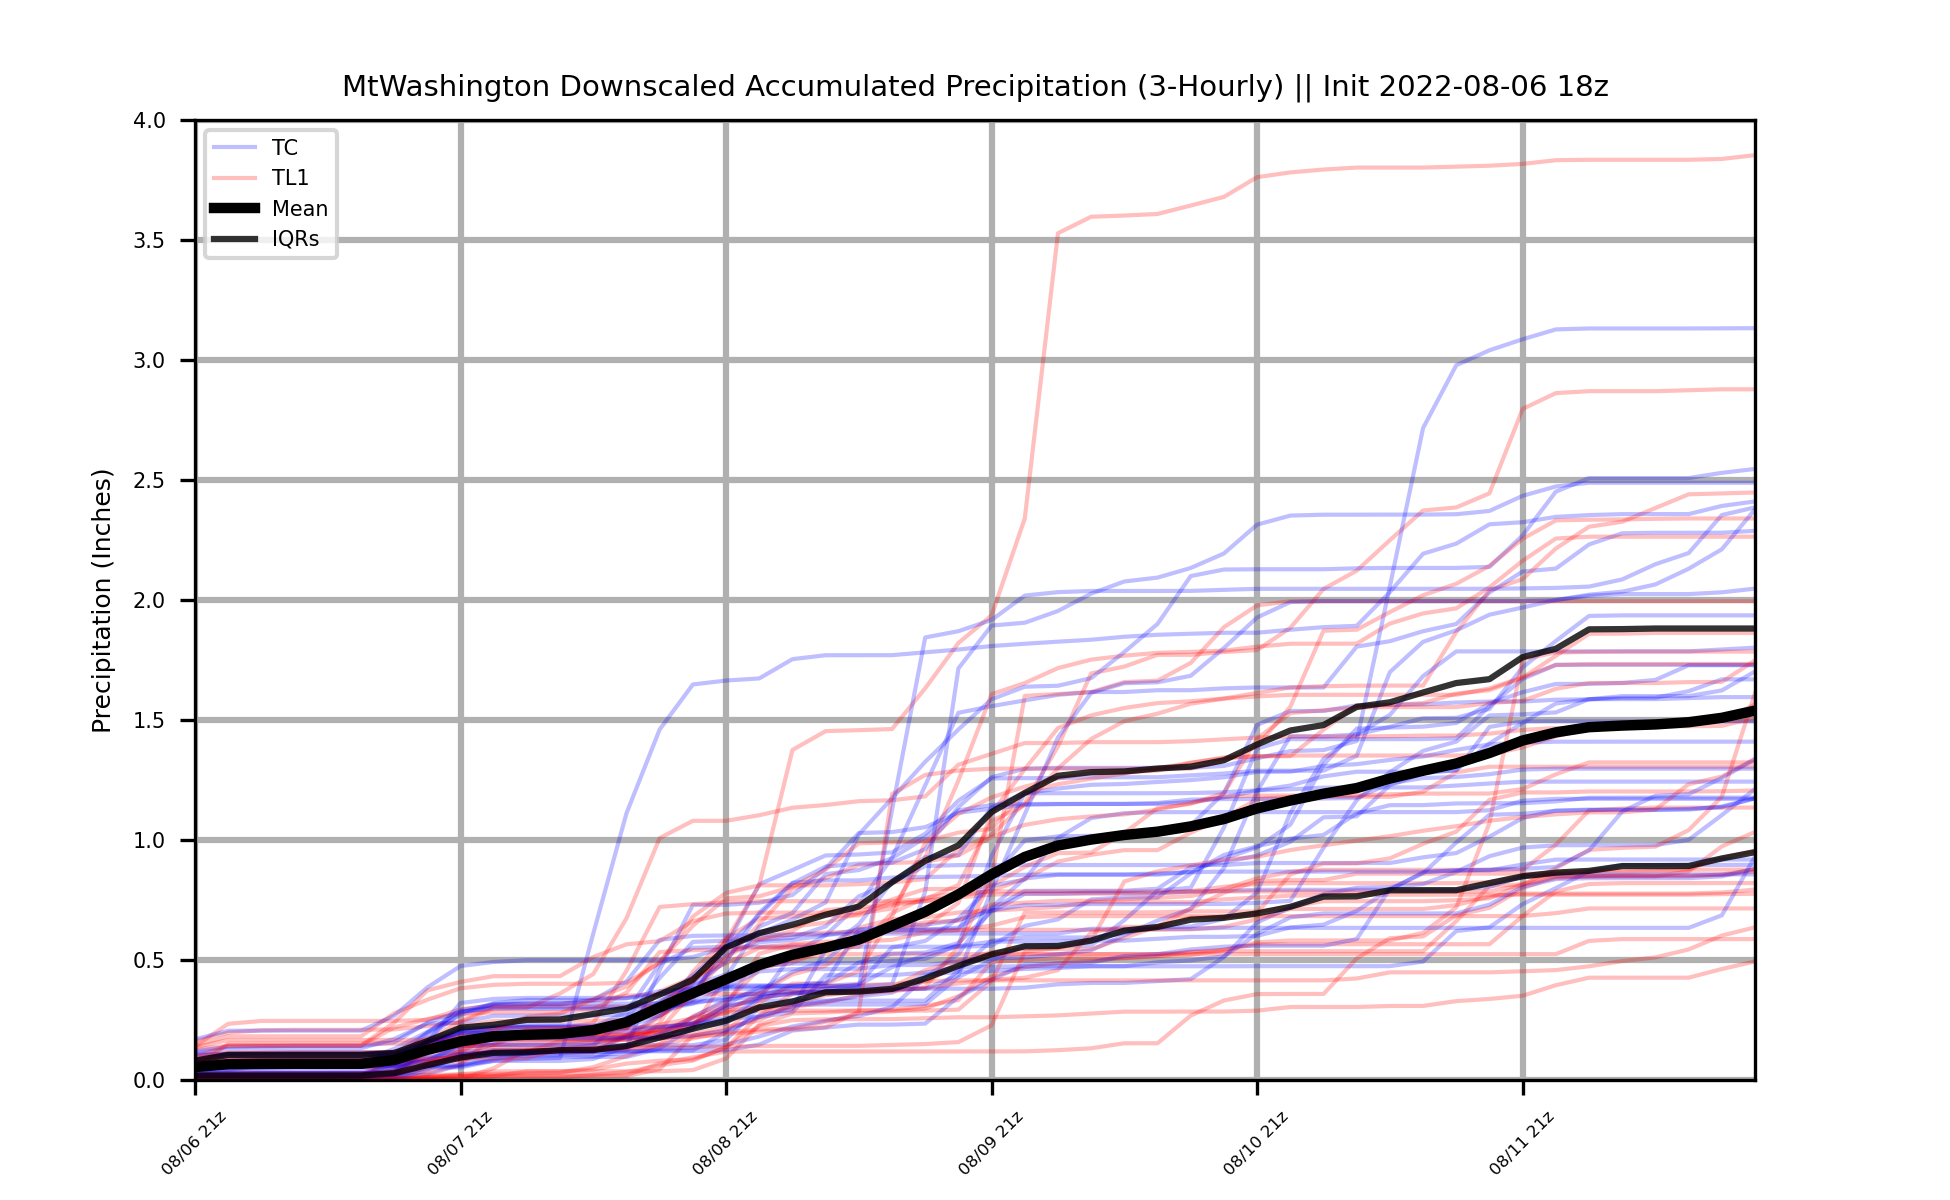 MtWashington Downscaled Accumulated Precipitation (3-Hourly) || Init 2022-08-06 18z
TC
TL1
Mean
IQRs
Precipitation (Inches)
4.0
3.5
3.0
2.5
2.0
1.5
1.0
0.5
0.0
08/06 21z
08/07 21z
08/08 21z
08/09 21z
08/10 21z
08/11 21z